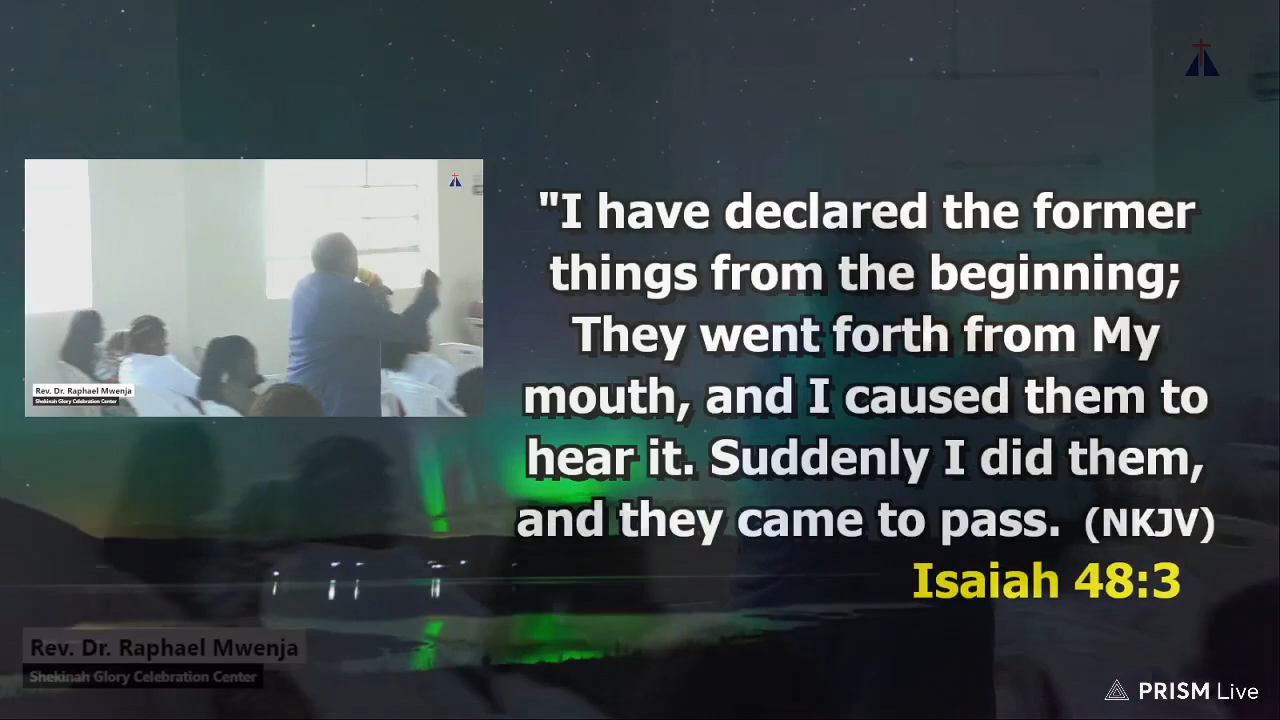 "I have declared the former
things from the beginning;
They went forth from My
mouth, and I caused them to
hear it. Suddenly I did them,
and they came to pass. (NKJV)
Isaiah 48:3
Rev. Dr. Raphael Mwenja
Shekinah Glory Celebration Center
Rev. Dr. Raphael Mwenja
Shekinah Glory Celebration Center
PRISM Live